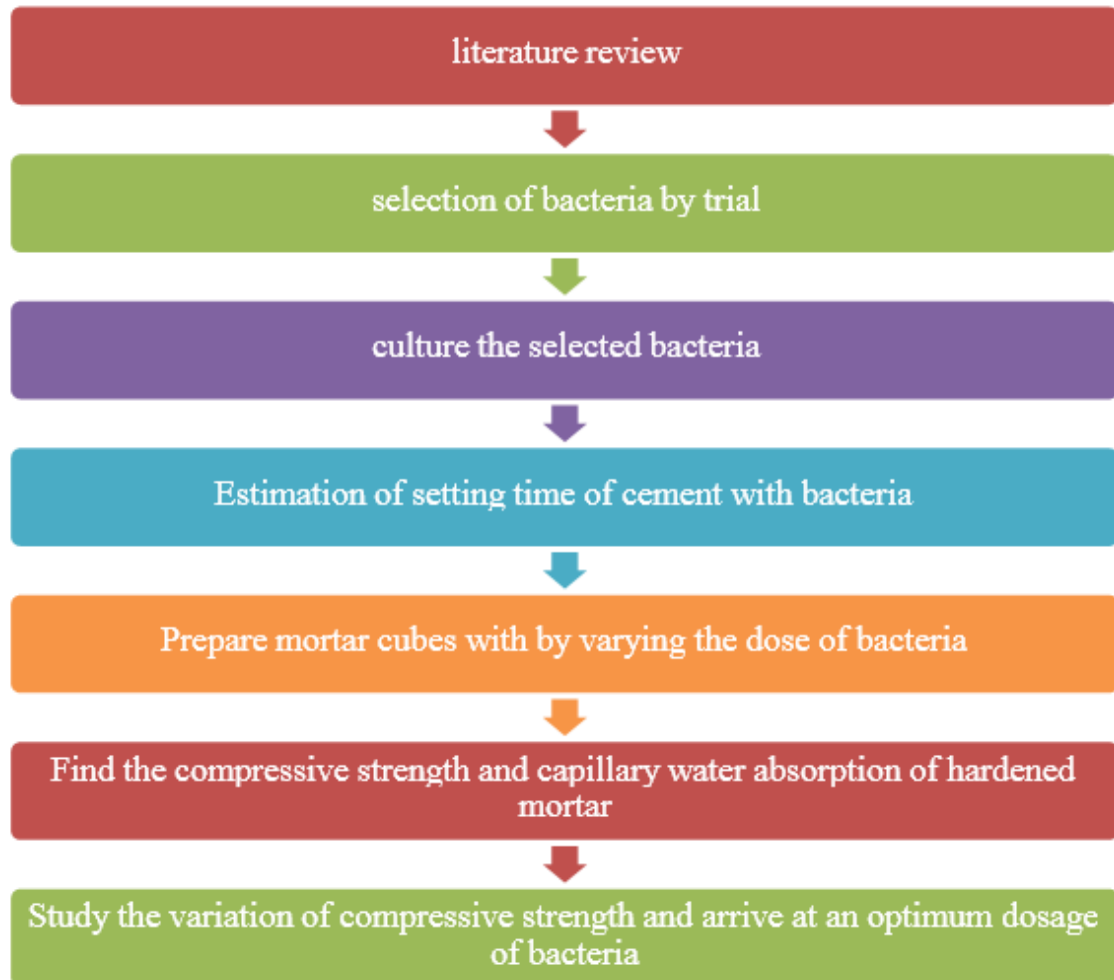 literature review
selection of bacteria by trial
culture the selected bacteria
Estimation of setting time of cement with bacteria
Prepare mortar cubes with by varying the dose of bacteria
Find the compressive strength and capillary water absorption of hardened
mortar
Study the variation of compressive strength and arrive at an optimum dosage
of bacteria